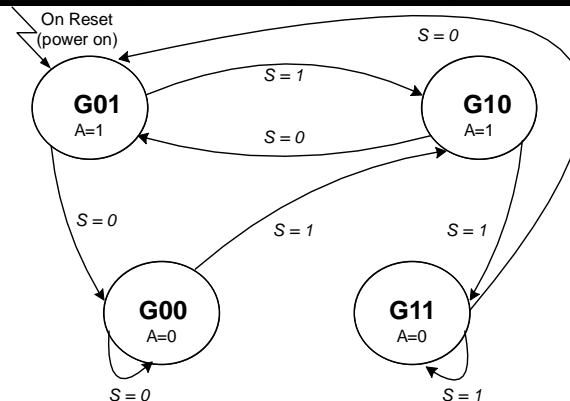 On Reset
(power on)
S = 0
G01
A=1
S = 1
G10
A=1
S = 0
S = 0
S = 1
S = 1
G00
A=0
G11
A=0
S = 0
S = 1